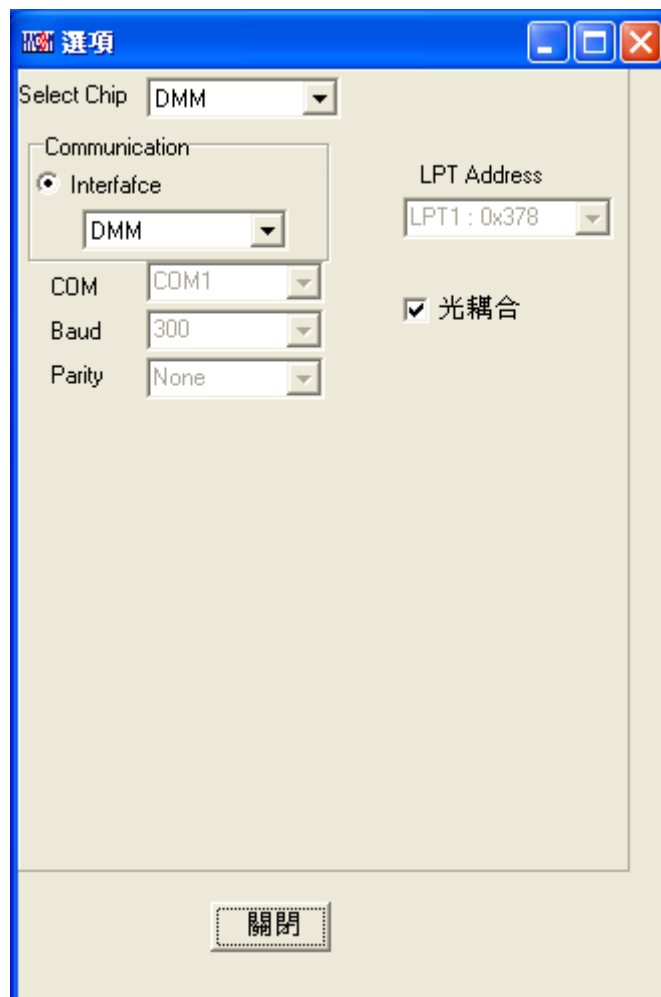 選項
Select Chip DMM
Communication
Interfafce
DMM
LPT Address
LPT1 : 0x378
COM COM1
光耦合
Baud 300
Parity None
關閉